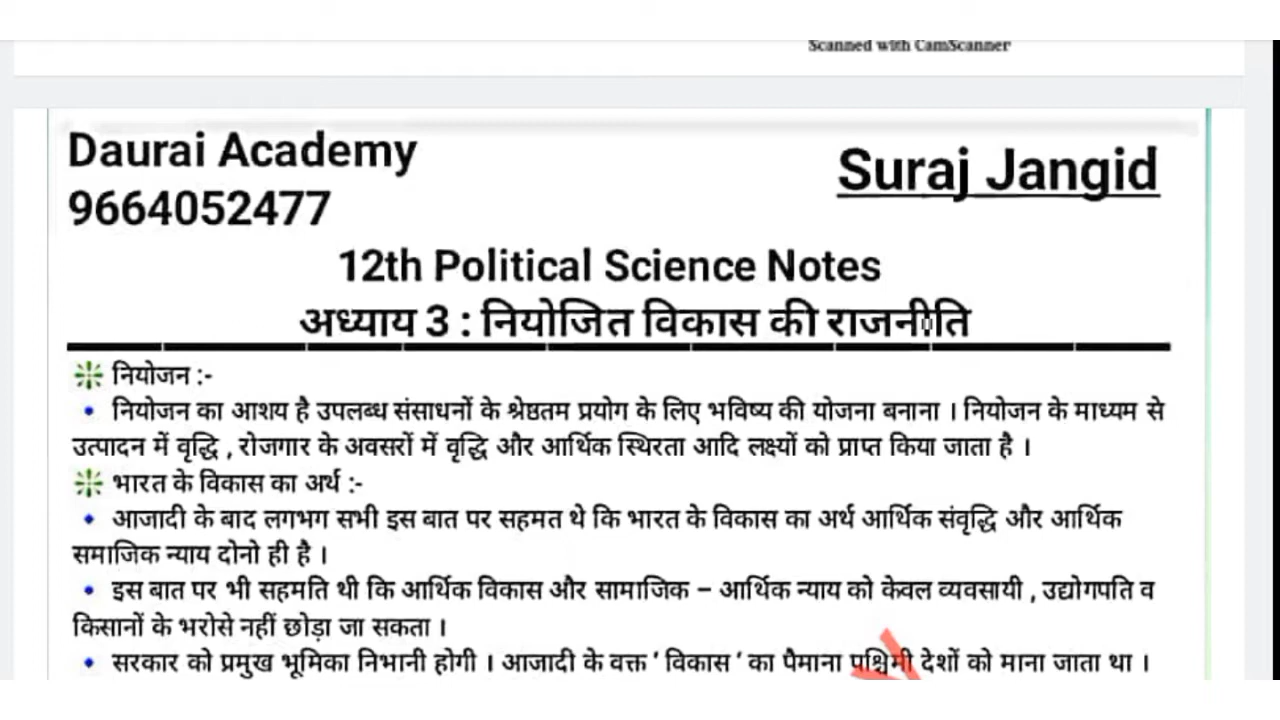 Scanned with CamScanner
Daurai Academy
Suraj Jangid
9664052477
12th Political Science Notes
अध्याय 3 : नियोजित विकास की राजनीति
नियोजन :-
• नियोजन का आशय है उपलब्ध संसाधनों के श्रेष्ठतम प्रयोग के लिए भविष्य की योजना बनाना । नियोजन के माध्यम से
उत्पादन में वृद्धि , रोजगार के अवसरों में वृद्धि और आर्थिक स्थिरता आदि लक्ष्यों को प्राप्त किया जाता है ।
भारत के विकास का अर्थ :-
• आजादी के बाद लगभग सभी इस बात पर सहमत थे कि भारत के विकास का अर्थ आर्थिक संवृद्धि और आर्थिक
समाजिक न्याय दोनो ही है ।
• इस बात पर भी सहमति थी कि आर्थिक विकास और सामाजिक – आर्थिक न्याय को केवल व्यवसायी , उद्योगपति व
किसानों के भरोसे नहीं छोड़ा जा सकता ।
• सरकार को प्रमुख भूमिका निभानी होगी । आजादी के वक्त ' विकास ' का पैमाना पश्चिमी देशों को माना जाता था ।